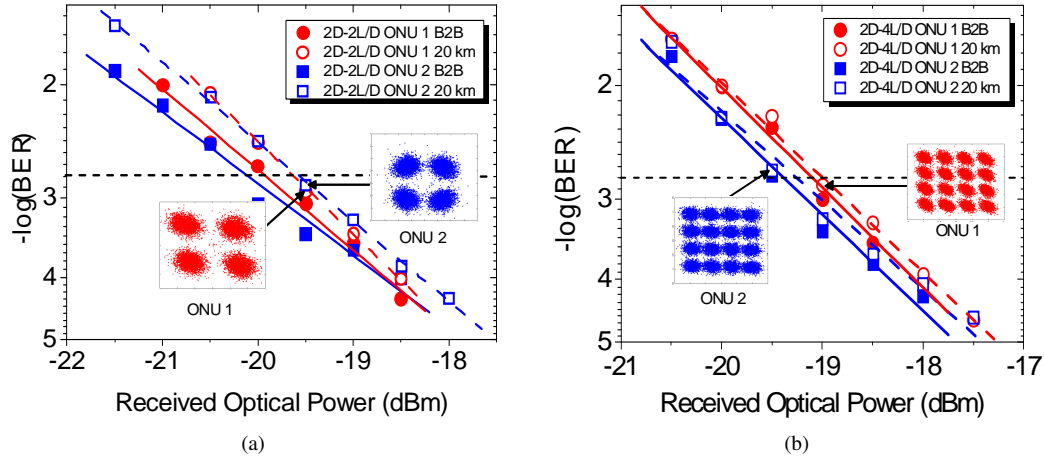 2D-2L/D ONU 1 B2B
2D-2L/D ONU 1 20 km
2D-2L/D ONU 2 B2B
2D-2L/D ONU 2 20 km
2
3
4
5
-log(BER)
ONU 2
ONU 1
-22 -21 -20 -19 -18
Received Optical Power (dBm)
(a)
2D-4L/D ONU 1 B2B
2D-4L/D ONU 1 20 km
2D-4L/D ONU 2 B2B
2D-4L/D ONU 2 20 km
2
3
4
5
-log(BER)
ONU 1
ONU 2
-21 -20 -19 -18 -17
Received Optical Power (dBm)
(b)